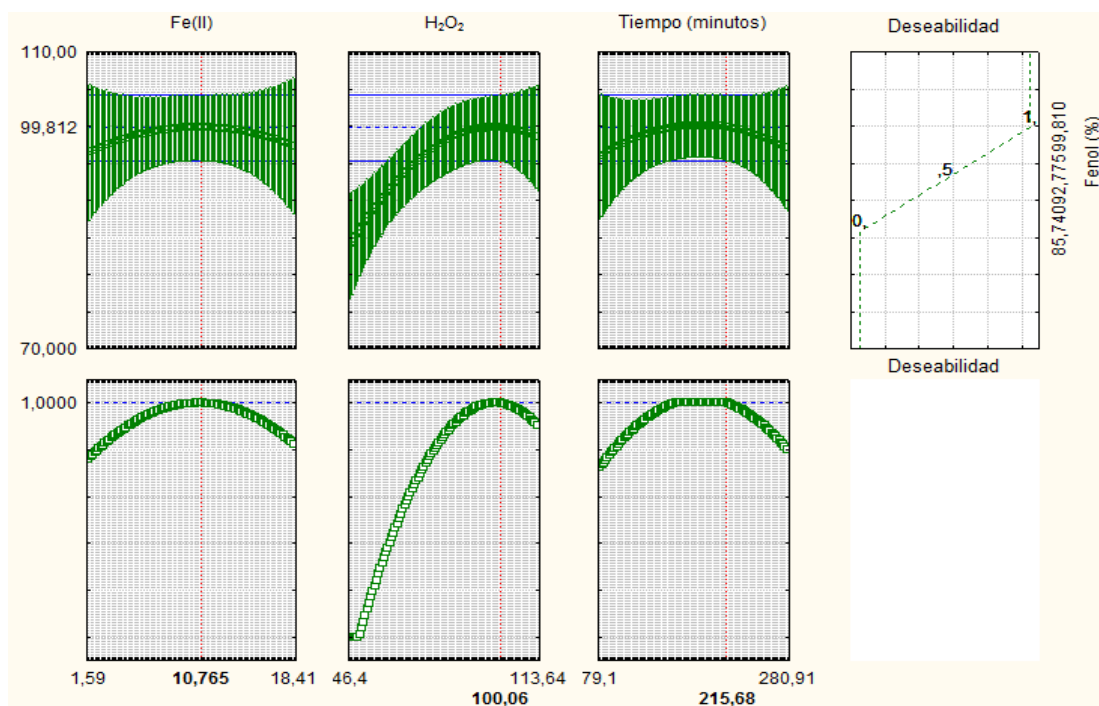 Fe(II)
H₂O₂
Tiempo (minutos)
Deseabilidad
110,00
99,812
70,000
1,
,5
0,
85,74092,77599,810
Fenol (%)
Deseabilidad
1,0000
1,59
10,765
18,41
46,4
100,06
113,64
79,1
215,68
280,91